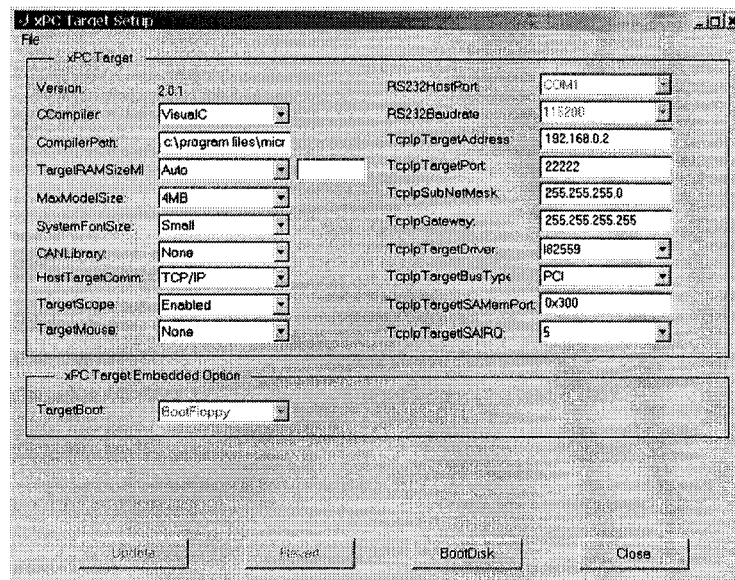 xPC Target Setup
File
xPC Target
Version: 2.0.1
CCompiler: VisualC
CompilerPath: c:\program files\micr
TargetRAMSizeMB Auto
MaxModelSize: 4MB
SystemFontSize: Small
CANLibrary: None
HostTargetComm: TCP/IP
TargetScope: Enabled
TargetMouse: None
RS232HostPort: COM1
RS232Baudrate: 115200
TcpIpTargetAddress: 192.168.0.2
TcpIpTargetPort: 22222
TcpIpSubNetMask: 255.255.255.0
TcpIpGateway: 255.255.255.255
TcpIpTargetDriver: I82559
TcpIpTargetBusType PCI
TcpIpTargetISAMemPort: 0x300
TcpIpTargetISAIRQ: 5
xPC Target Embedded Option
TargetBoot: BootFloppy
Update
BootDisk
Close